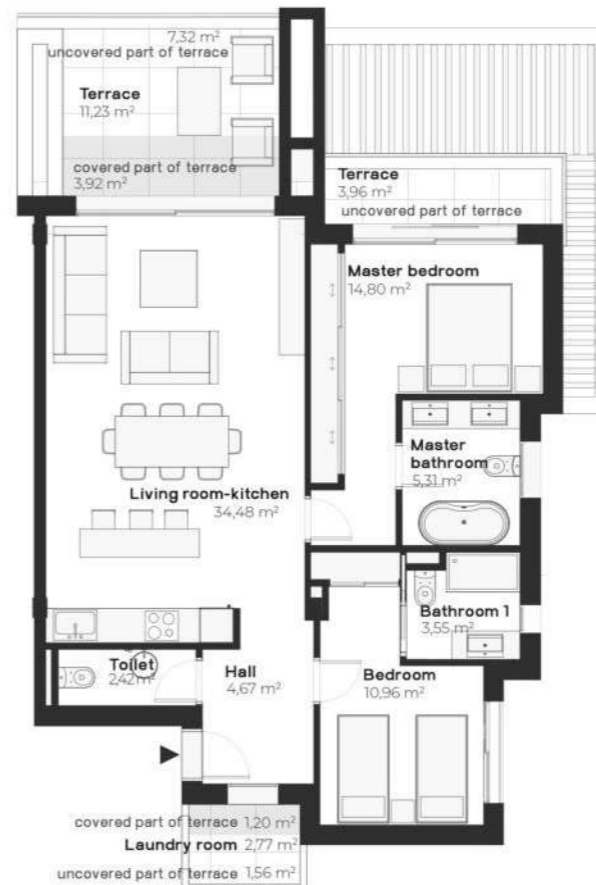 7,32 m²
uncovered part of terrace
Terrace
11,23 m²
covered part of terrace
3,92 m²
Terrace
3,96 m²
uncovered part of terrace
Master bedroom
14,80 m²
Master
bathroom
5,31 m²
Living room-kitchen
34,48 m²
Bathroom 1
3,55 m²
Toilet
2,42 m²
Hall
4,67 m²
Bedroom
10,96 m²
covered part of terrace 1,20 m²
Laundry room 2,77 m²
uncovered part of terrace 1,56 m²